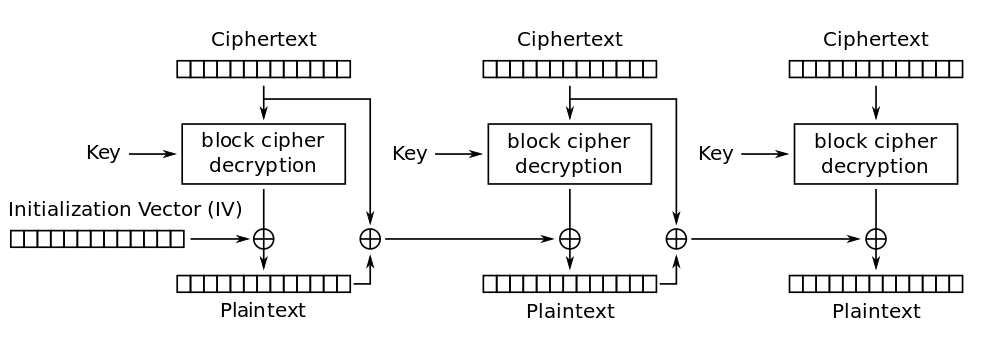 Ciphertext
Ciphertext
Ciphertext
Key
block cipher
decryption
Key
block cipher
decryption
Key
block cipher
decryption
Initialization Vector (IV)
Plaintext
Plaintext
Plaintext